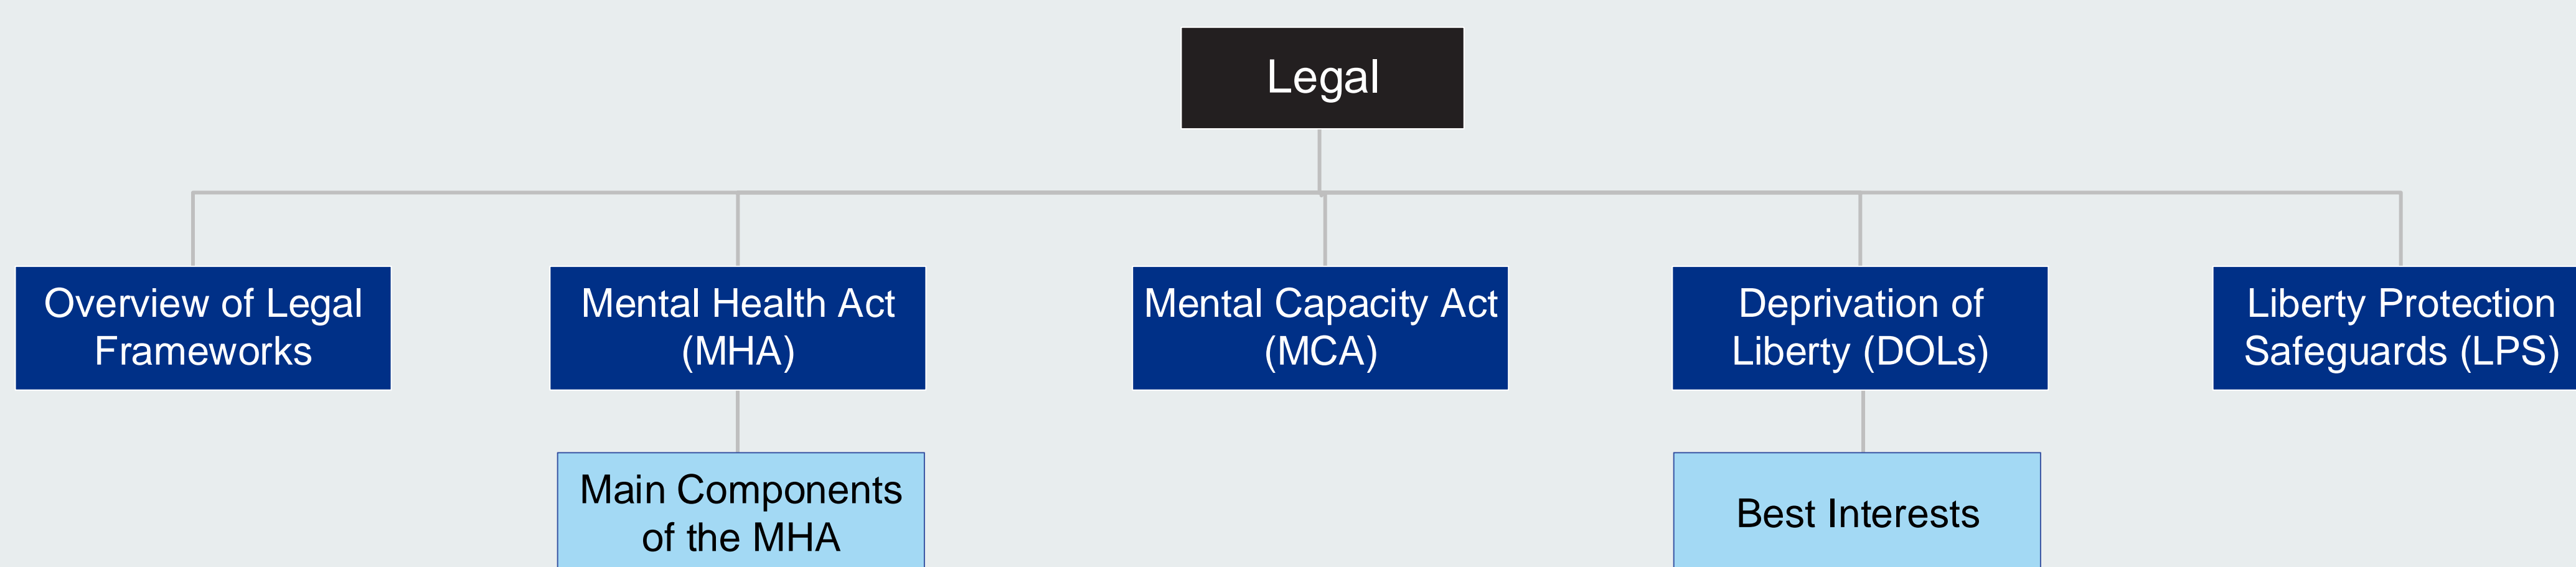 Legal
Overview of Legal
Frameworks
Mental Health Act
(MHA)
Mental Capacity Act
(MCA)
Deprivation of
Liberty (DOLs)
Liberty Protection
Safeguards (LPS)
Main Components
of the MHA
Best Interests